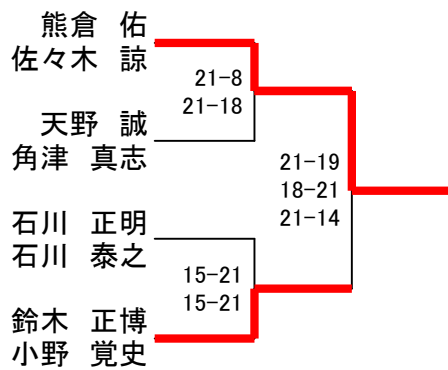 熊倉 佑
佐々木 諒
21-8
21-18
天野 誠
角津 真志
21-19
18-21
21-14
石川 正明
石川 泰之
15-21
15-21
鈴木 正博
小野 覚史